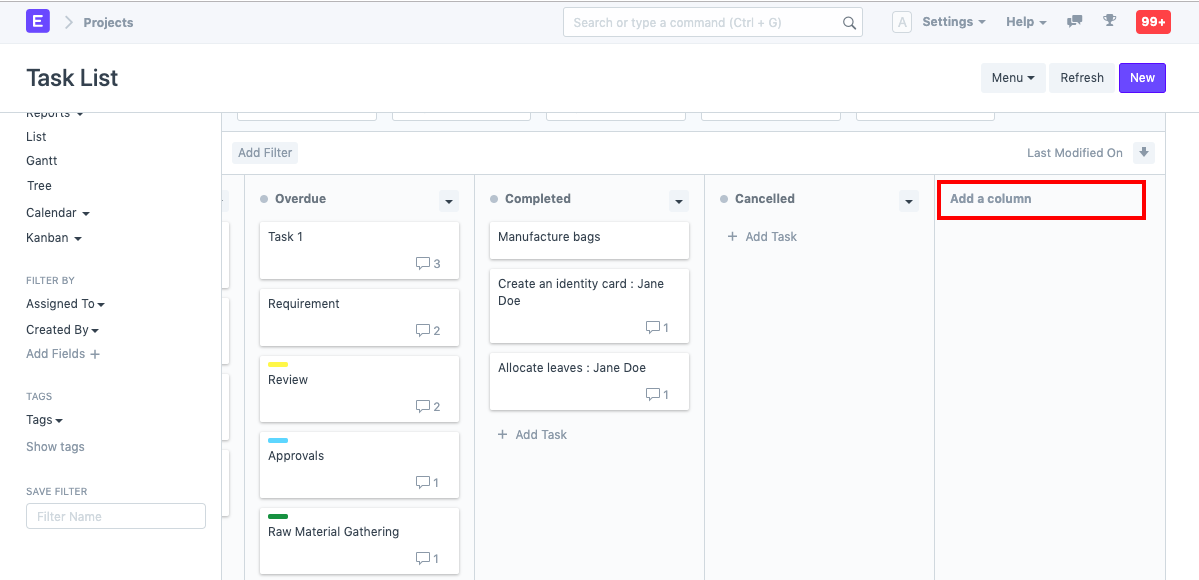 E
Projects
Search or type a command (Ctrl + G)
A
Settings
Help
99+
Task List
Menu
Refresh
New
Reports
List
Gantt
Tree
Calendar
Kanban
FILTER BY
Assigned To
Created By
Add Fields +
TAGS
Tags
Show tags
SAVE FILTER
Filter Name
Add Filter
Last Modified On
Overdue
Task 1
3
Requirement
2
Review
2
Approvals
1
Raw Material Gathering
1
Completed
Manufacture bags
Create an identity card : Jane
Doe
1
Allocate leaves : Jane Doe
1
+ Add Task
Cancelled
+ Add Task
Add a column